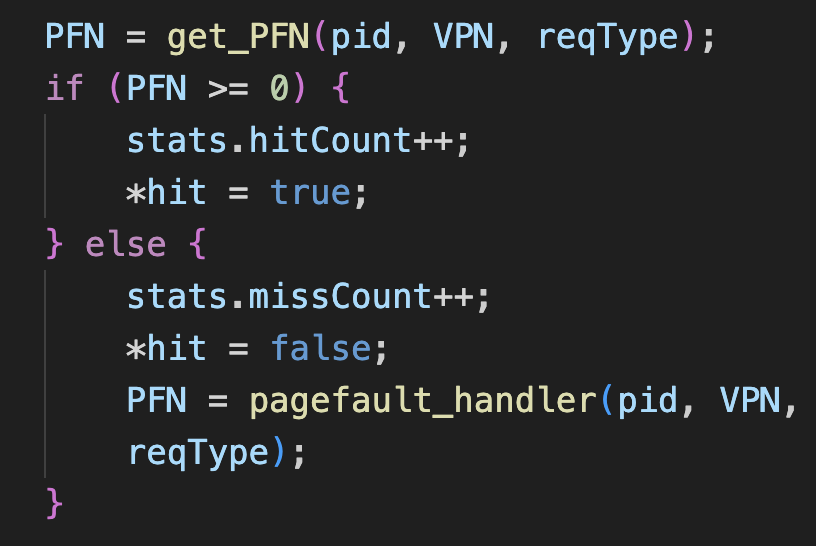 PFN = get_PFN(pid, VPN, reqType);
if (PFN >= 0) {
    stats.hitCount++;
    *hit = true;
} else {
    stats.missCount++;
    *hit = false;
    PFN = pagefault_handler(pid, VPN,
    reqType);
}